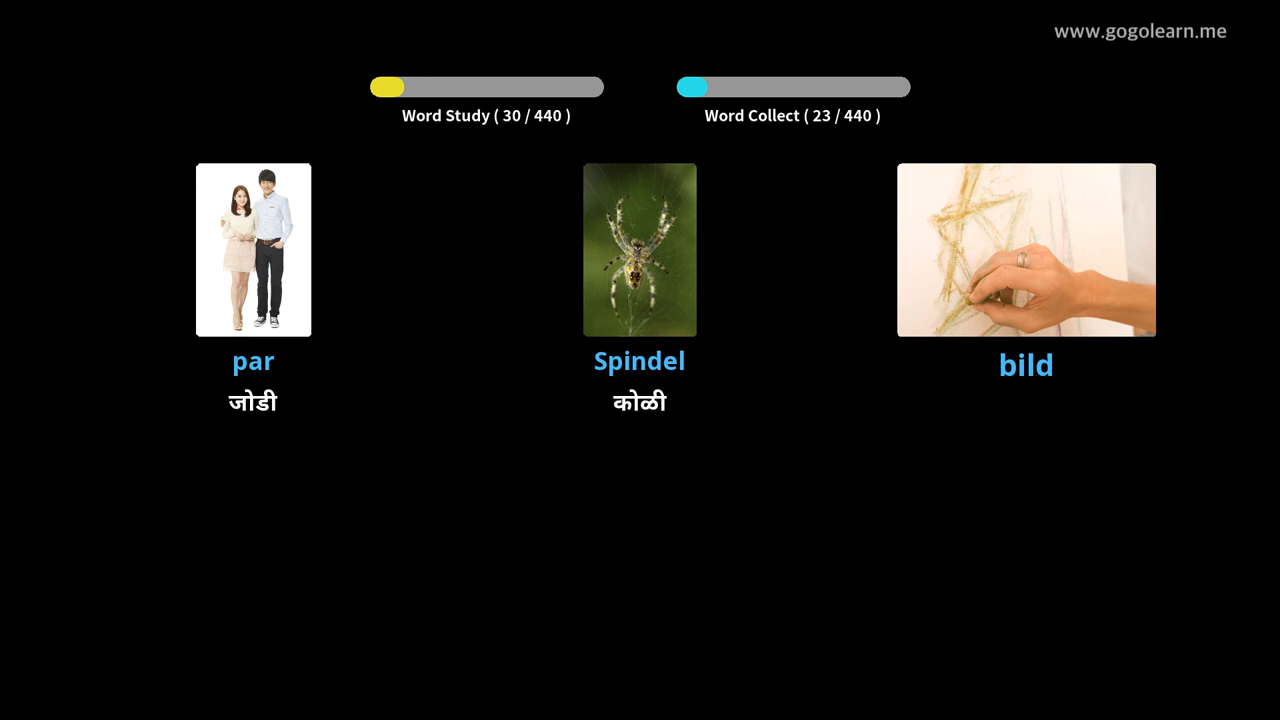 www.gogolearn.me
Word Study ( 30 / 440 )
Word Collect ( 23 / 440 )
par
जोडी
Spindel
कोळी
bild